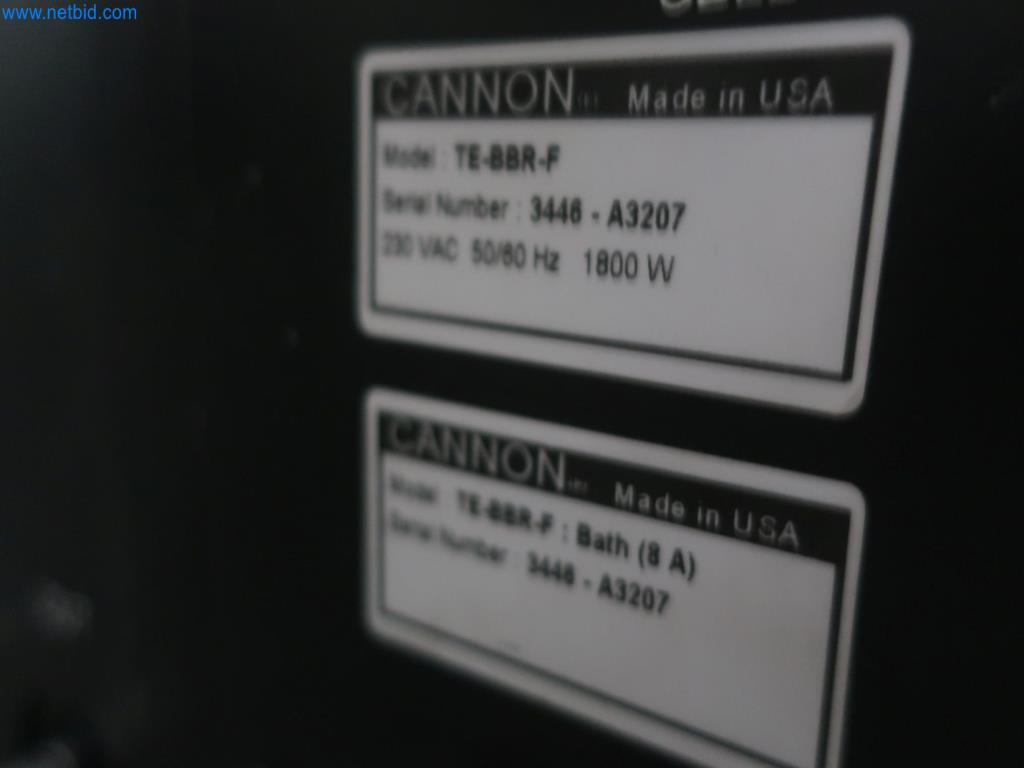 www.netbid.com
CANNON Made in USA
Model : TE-BBR-F
Serial Number : 3446 - A3207
230 VAC 50/60 Hz 1800 W
CANNON Made in USA
Model : TE-BBR-F : Bath (8 A)
Serial Number : 3446 - A3207